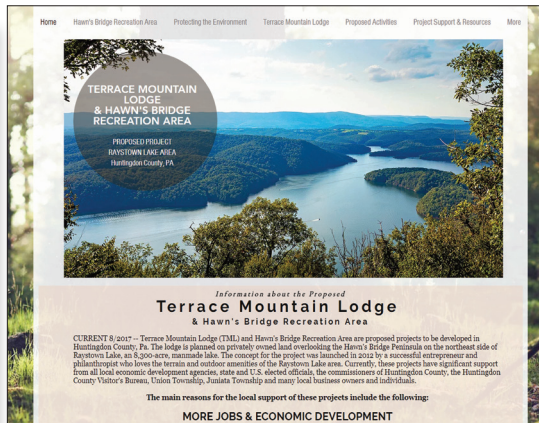 Home Hawn's Bridge Recreation Area Protecting the Environment Terrace Mountain Lodge Proposed Activities Project Support & Resources More
TERRACE MOUNTAIN
LODGE
& HAWN'S BRIDGE
RECREATION AREA
PROPOSED PROJECT
RAYSTOWN LAKE AREA
Huntingdon County, PA
Information about the Proposed
Terrace Mountain Lodge
& Hawn's Bridge Recreation Area
CURRENT 8/2017 -- Terrace Mountain Lodge (TML) and Hawn's Bridge Recreation Area are proposed projects to be developed in
Huntingdon County, Pa. The lodge is planned on privately owned land overlooking the Hawn's Bridge Peninsula on the northeast side of
Raystown Lake, an 8,300-acre, manmade lake. The concept for the project was launched in 2012 by a successful entrepreneur and
philanthropist who loves the terrain and outdoor amenities of the Raystown Lake area. Currently, these projects have significant support
from all local economic development agencies, state and U.S. elected officials, the commissioners of Huntingdon County, the Huntingdon
County Visitor's Bureau, Union Township, Juniata Township and many local business owners and individuals.
The main reasons for the local support of these projects include the following:
MORE JOBS & ECONOMIC DEVELOPMENT